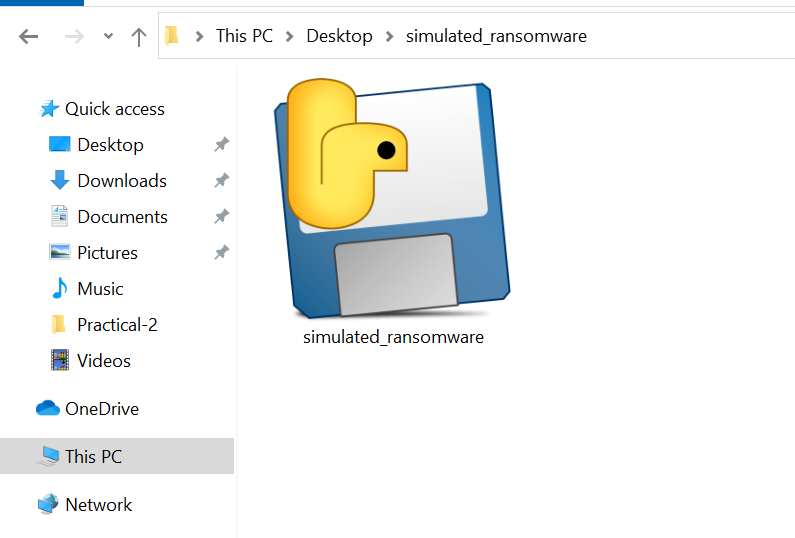 This PC > Desktop > simulated_ransomware
Quick access
Desktop
Downloads
Documents
Pictures
Music
Practical-2
Videos
OneDrive
This PC
Network
simulated_ransomware